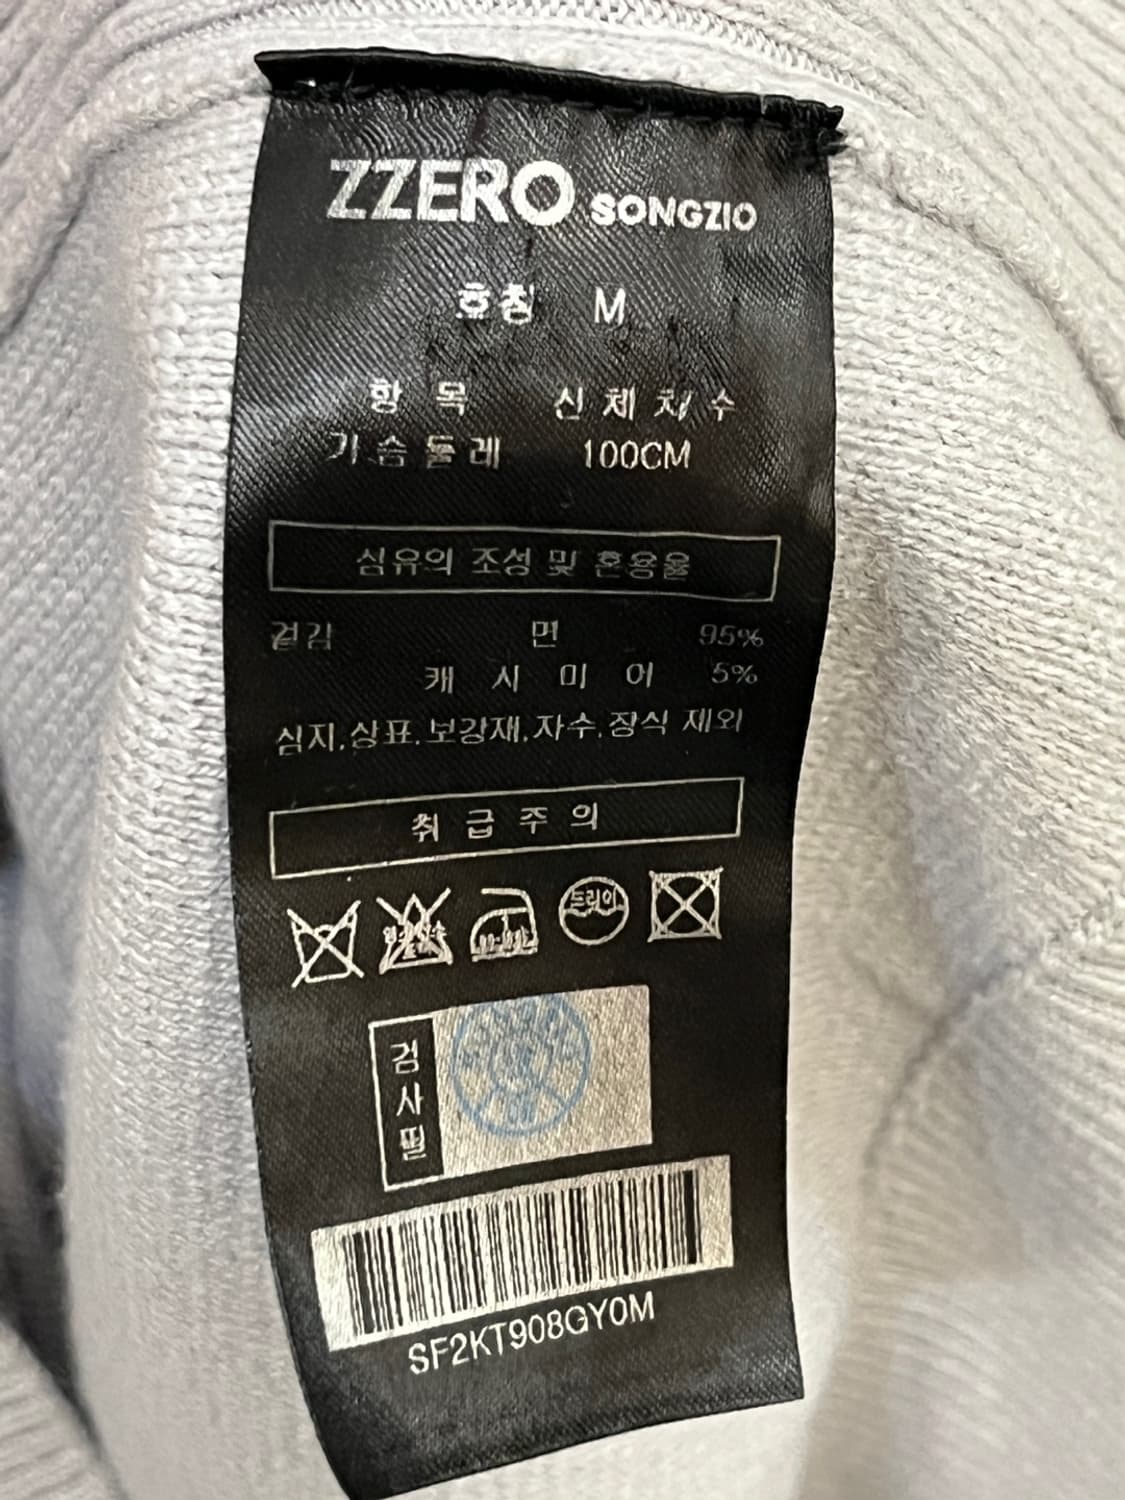 ZZERO SONGZIO
호칭 M
항 목 신 체 치 수
가슴둘레 100CM
섬유의 조성 및 혼용율
겉감 면 95%
캐 시 미 어 5%
심지,상표,보강재,자수,장식 제외
취 급 주 의
드라이
검사필
SF2KT908GY0M